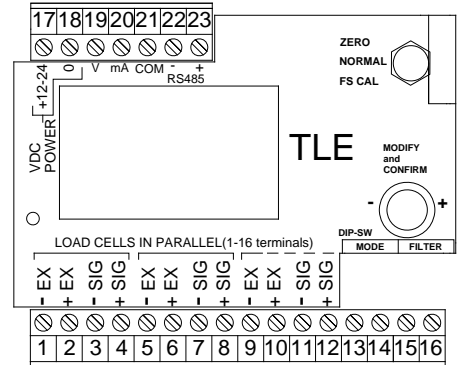 17 18 19 20 21 22 23
+12-24 0 V mA COM - +
RS485
VDC
POWER
ZERO
NORMAL
FS CAL
TLE
MODIFY
and
CONFIRM
- +
DIP-SW
MODE FILTER
LOAD CELLS IN PARALLEL(1-16 terminals)
- EX + EX - SIG + SIG - EX + EX - SIG + SIG - EX + EX - SIG + SIG
1 2 3 4 5 6 7 8 9 10 11 12 13 14 15 16